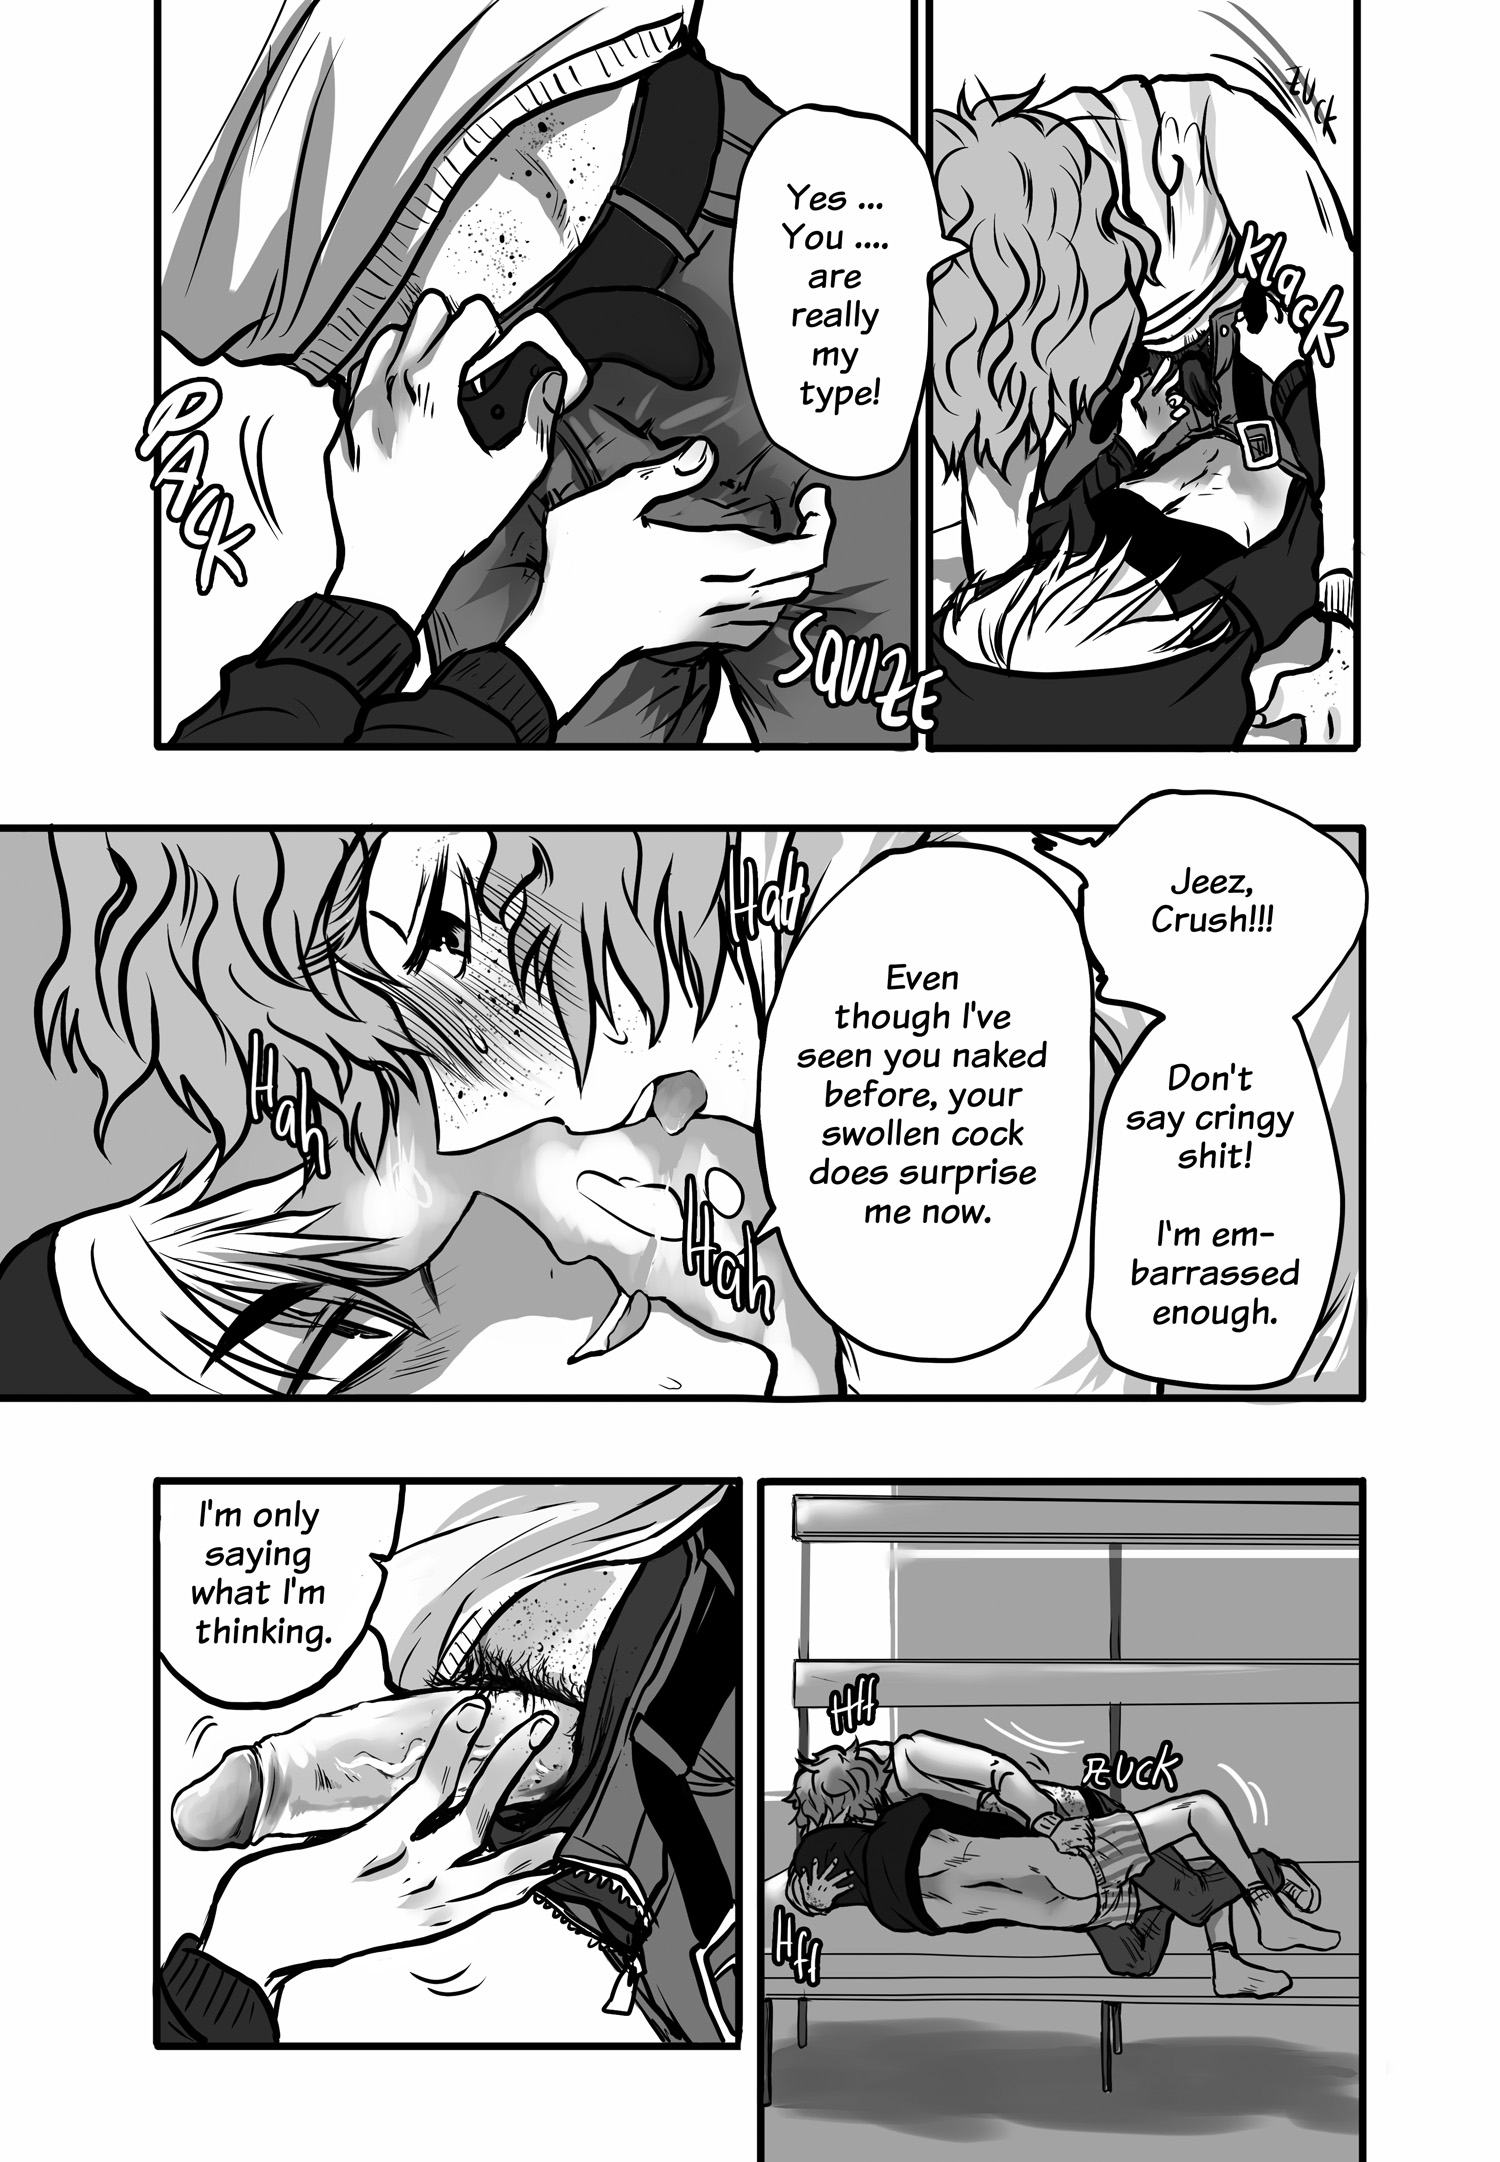 Yes ...
You ....
are
really
my
type!
PACK
SQUIZE
ZUCK
Klack
Jeez,
Crush!!!
Don't
say cringy
shit!
I'm em-
barrassed
enough.
Even
though I've
seen you naked
before, your
swollen cock
does surprise
me now.
Hah
Hah
Hah
I'm only
saying
what I'm
thinking.
Hff
ZUCK
Hff